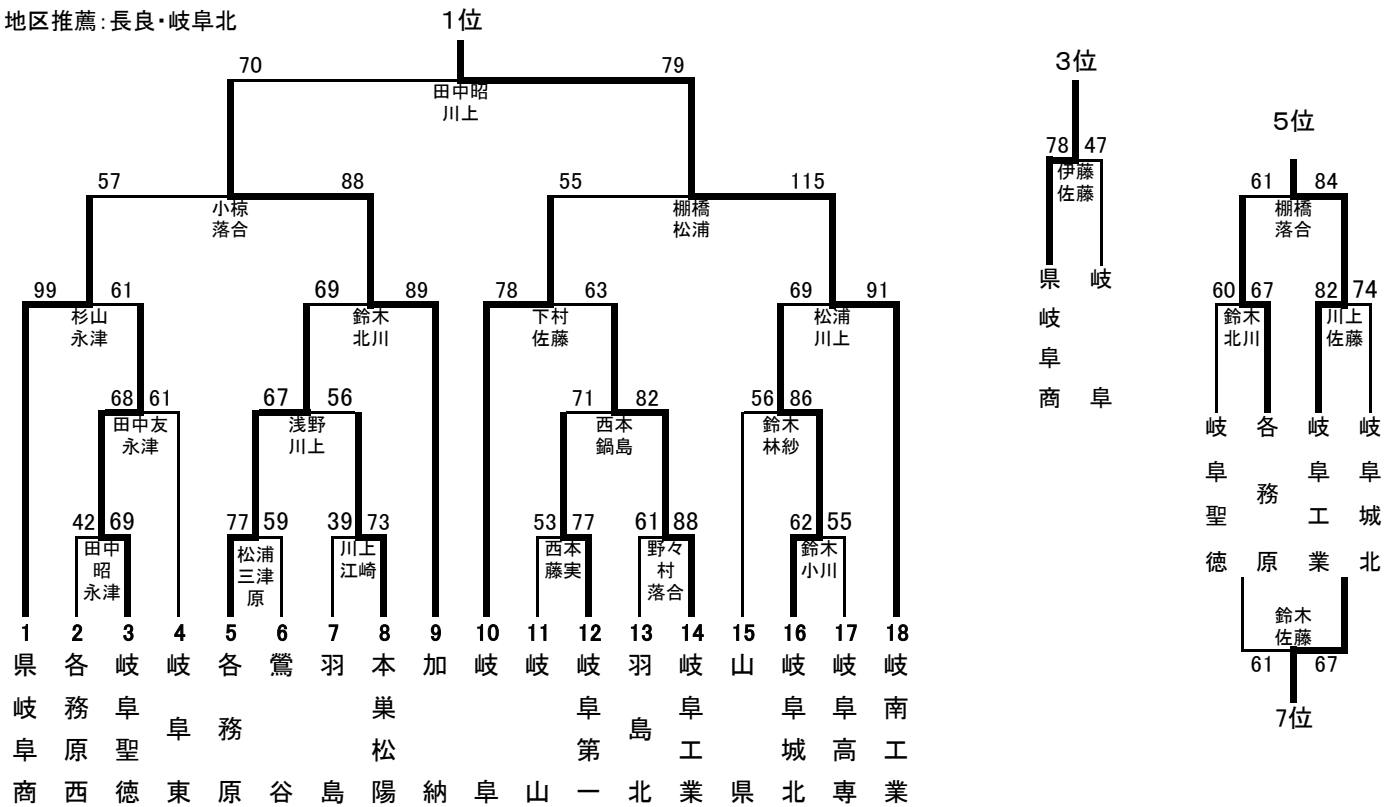 地区推薦：長良・岐阜北
1位
70 79
田中昭
川上
57 88
小椋
落合
55 115
棚橋
松浦
99 61
杉山
永津
69 89
鈴木
北川
78 63
下村
佐藤
69 91
松浦
川上
68 61
田中友
永津
67 56
浅野
川上
71 82
西本
鍋島
56 86
鈴木
林紗
42 69
田中
昭
永津
77 59
松浦
三津
原
39 73
川上
江崎
53 77
西本
藤実
61 88
野々
村
落合
62 55
鈴木
小川
1 県岐阜商
2 各務原西
3 岐阜聖徳
4 岐阜東
5 各務原
6 鶯谷
7 羽島
8 本巣松陽
9 加納
10 岐阜
11 岐山
12 岐阜第一
13 羽島北
14 岐阜工業
15 山県
16 岐阜城北
17 岐阜高専
18 岐南工業
3位
78 47
伊藤
佐藤
県岐阜商
岐阜
5位
61 84
棚橋
落合
60 67
鈴木
北川
82 74
川上
佐藤
岐阜聖徳
各務原
岐阜工業
岐阜城北
鈴木
佐藤
61 67
7位